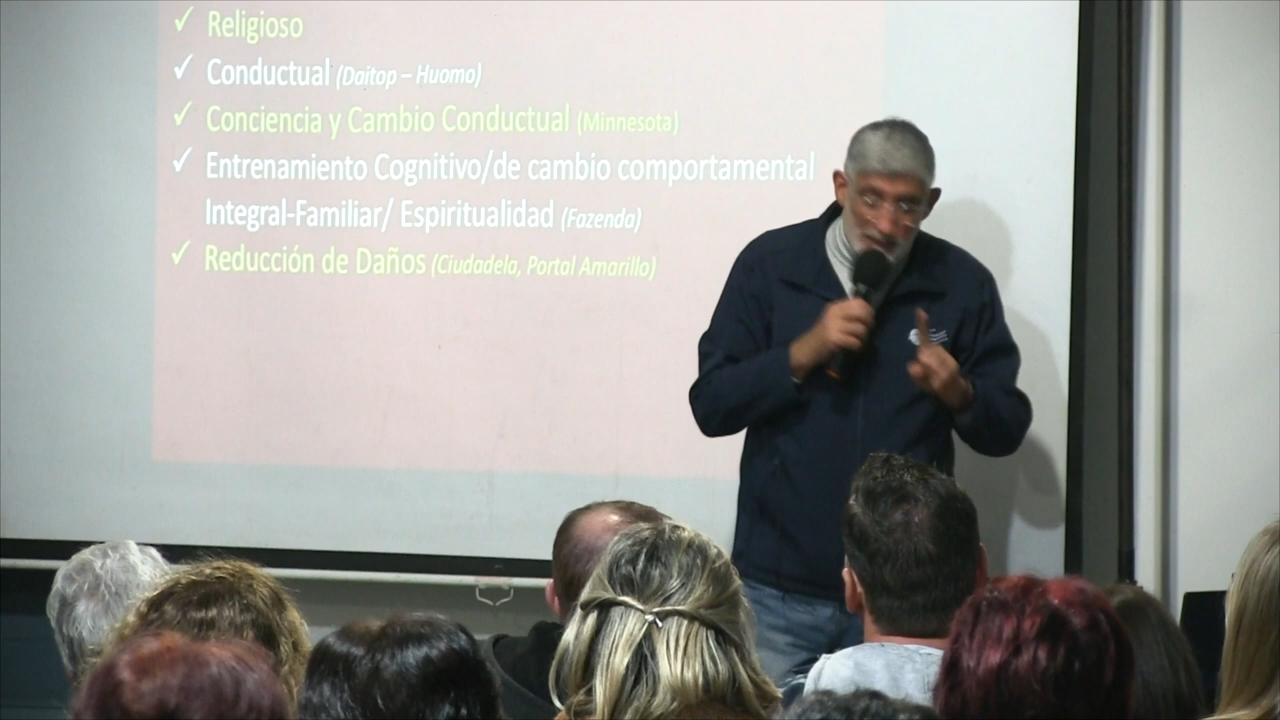 ✓ Religioso
✓ Conductual (Daitop – Huomo)
✓ Conciencia y Cambio Conductual (Minnesota)
✓ Entrenamiento Cognitivo/de cambio comportamental
Integral-Familiar/ Espiritualidad (Fazenda)
✓ Reducción de Daños (Ciudadela, Portal Amarillo)